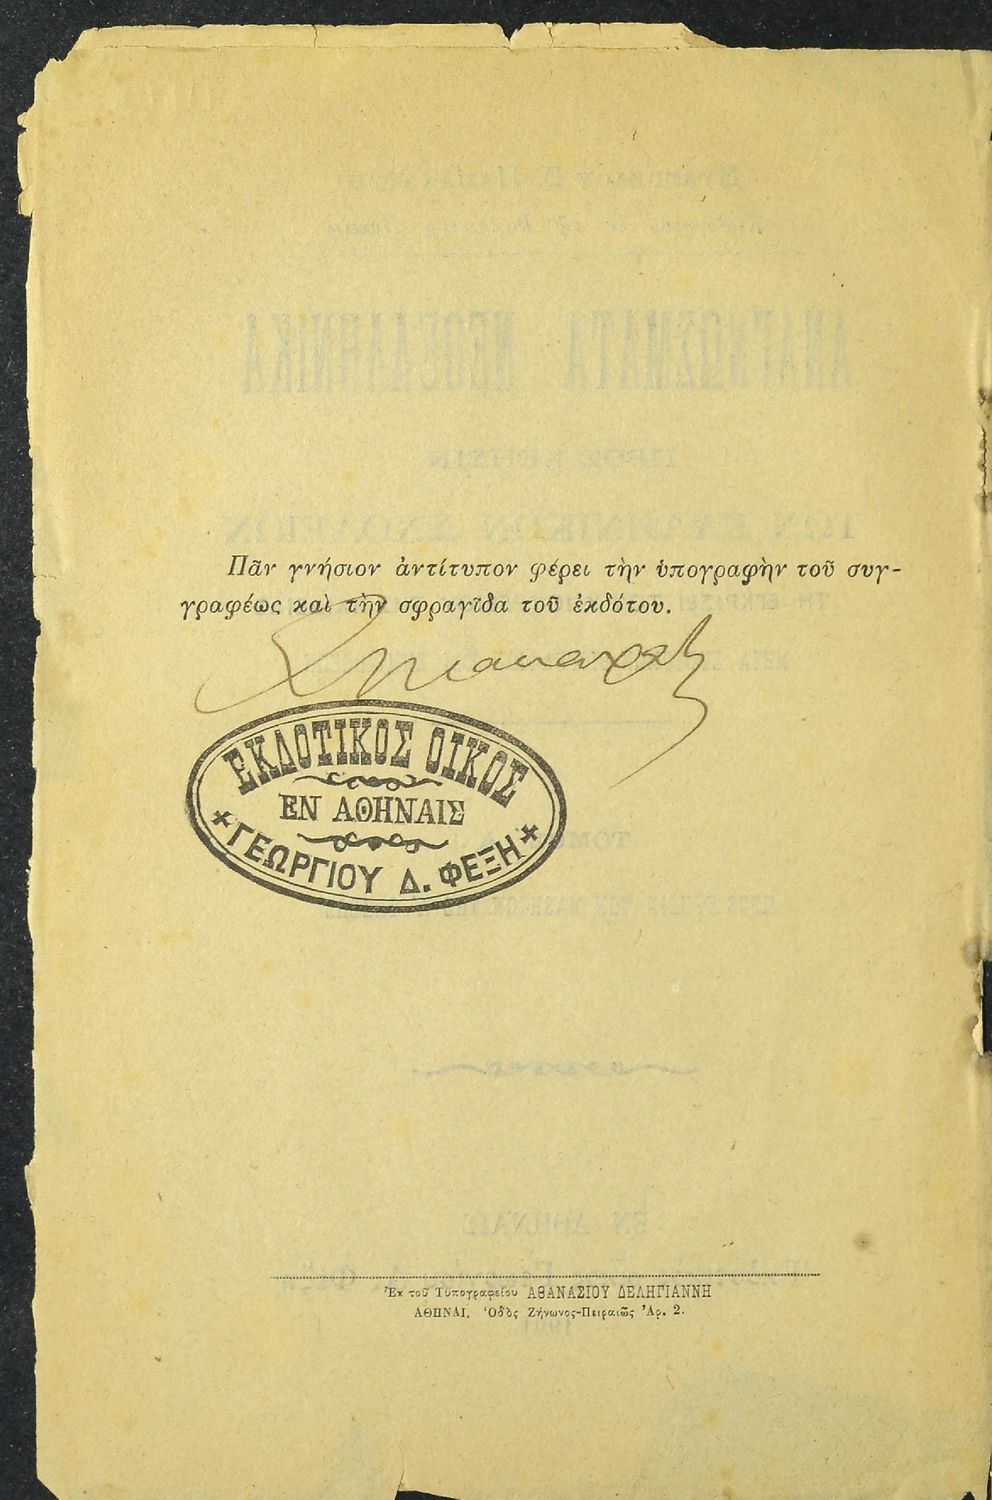 Πᾶν γνήσιον ἀντίτυπον φέρει τὴν ὑπογραφὴν τοῦ συγ-
γραφέως καὶ τὴν σφραγῖδα τοῦ ἐκδότου.
ΕΚΔΟΤΙΚΟΣ ΟΙΚΟΣ
ΕΝ ΑΘΗΝΑΙΣ
ΓΕΩΡΓΙΟΥ Δ. ΦΕΞΗ
Ἐκ τοῦ Τυπογραφείου ΑΘΑΝΑΣΙΟΥ ΔΕΛΗΓΙΑΝΝΗ
ΑΘΗΝΑΙ, Ὁδὸς Ζήνωνος-Πειραιῶς Ἀρ. 2.